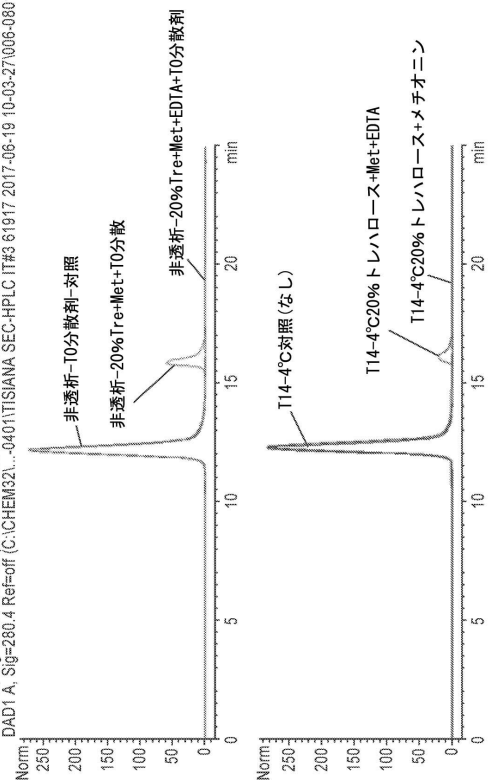 DAD1 A, Sig=280.4 Ref=off (C:\CHEM32\...-0401\TISIANA SEC-HPLC IT#3 61917 2017-06-19 10-03-27\006-080
Norm
250
200
150
100
50
0
非透析-T0分散剤-対照
非透析-20%Tre+Met+T0分散
非透析-20%Tre+Met+EDTA+T0分散剤
0
5
10
15
20
min
Norm
250
200
150
100
50
0
T14-4℃対照(なし)
T14-4℃20%トレハロース+Met+EDTA
T14-4℃20%トレハロース+メチオニン
0
5
10
15
20
min